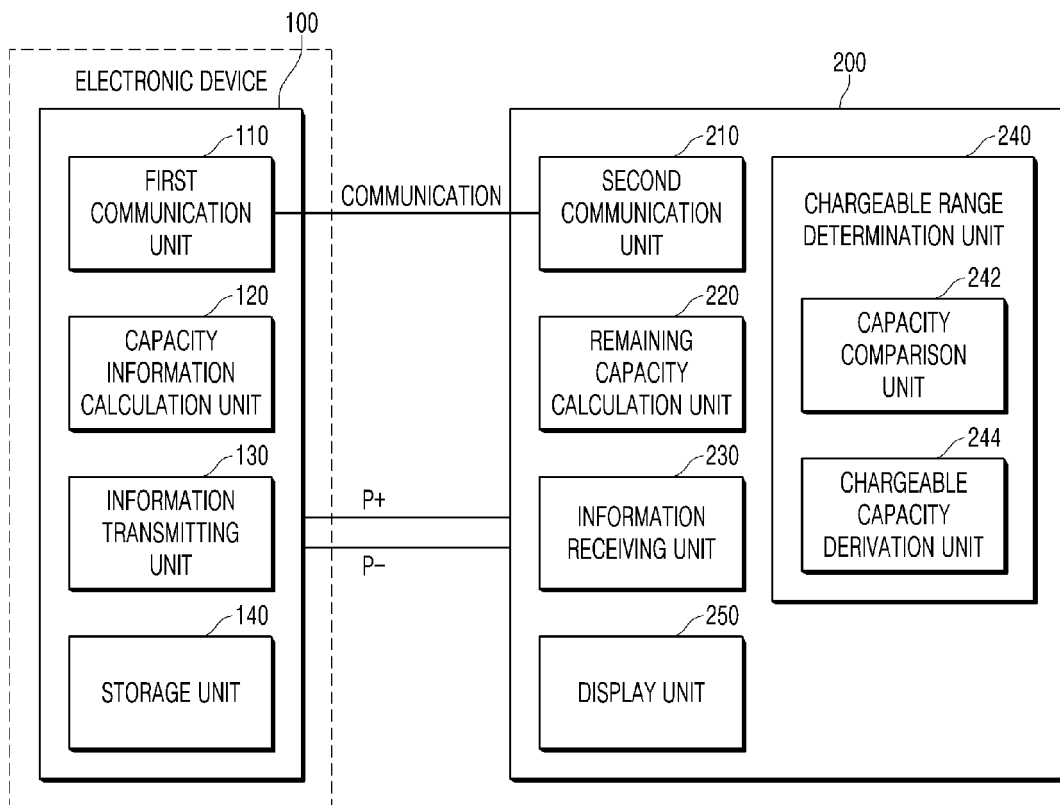 100
ELECTRONIC DEVICE
110
FIRST
COMMUNICATION
UNIT
120
CAPACITY
INFORMATION
CALCULATION UNIT
130
INFORMATION
TRANSMITTING
UNIT
140
STORAGE UNIT
COMMUNICATION
P+
P−
200
210
SECOND
COMMUNICATION
UNIT
220
REMAINING
CAPACITY
CALCULATION UNIT
230
INFORMATION
RECEIVING UNIT
250
DISPLAY UNIT
240
CHARGEABLE RANGE
DETERMINATION UNIT
242
CAPACITY
COMPARISON
UNIT
244
CHARGEABLE
CAPACITY
DERIVATION UNIT